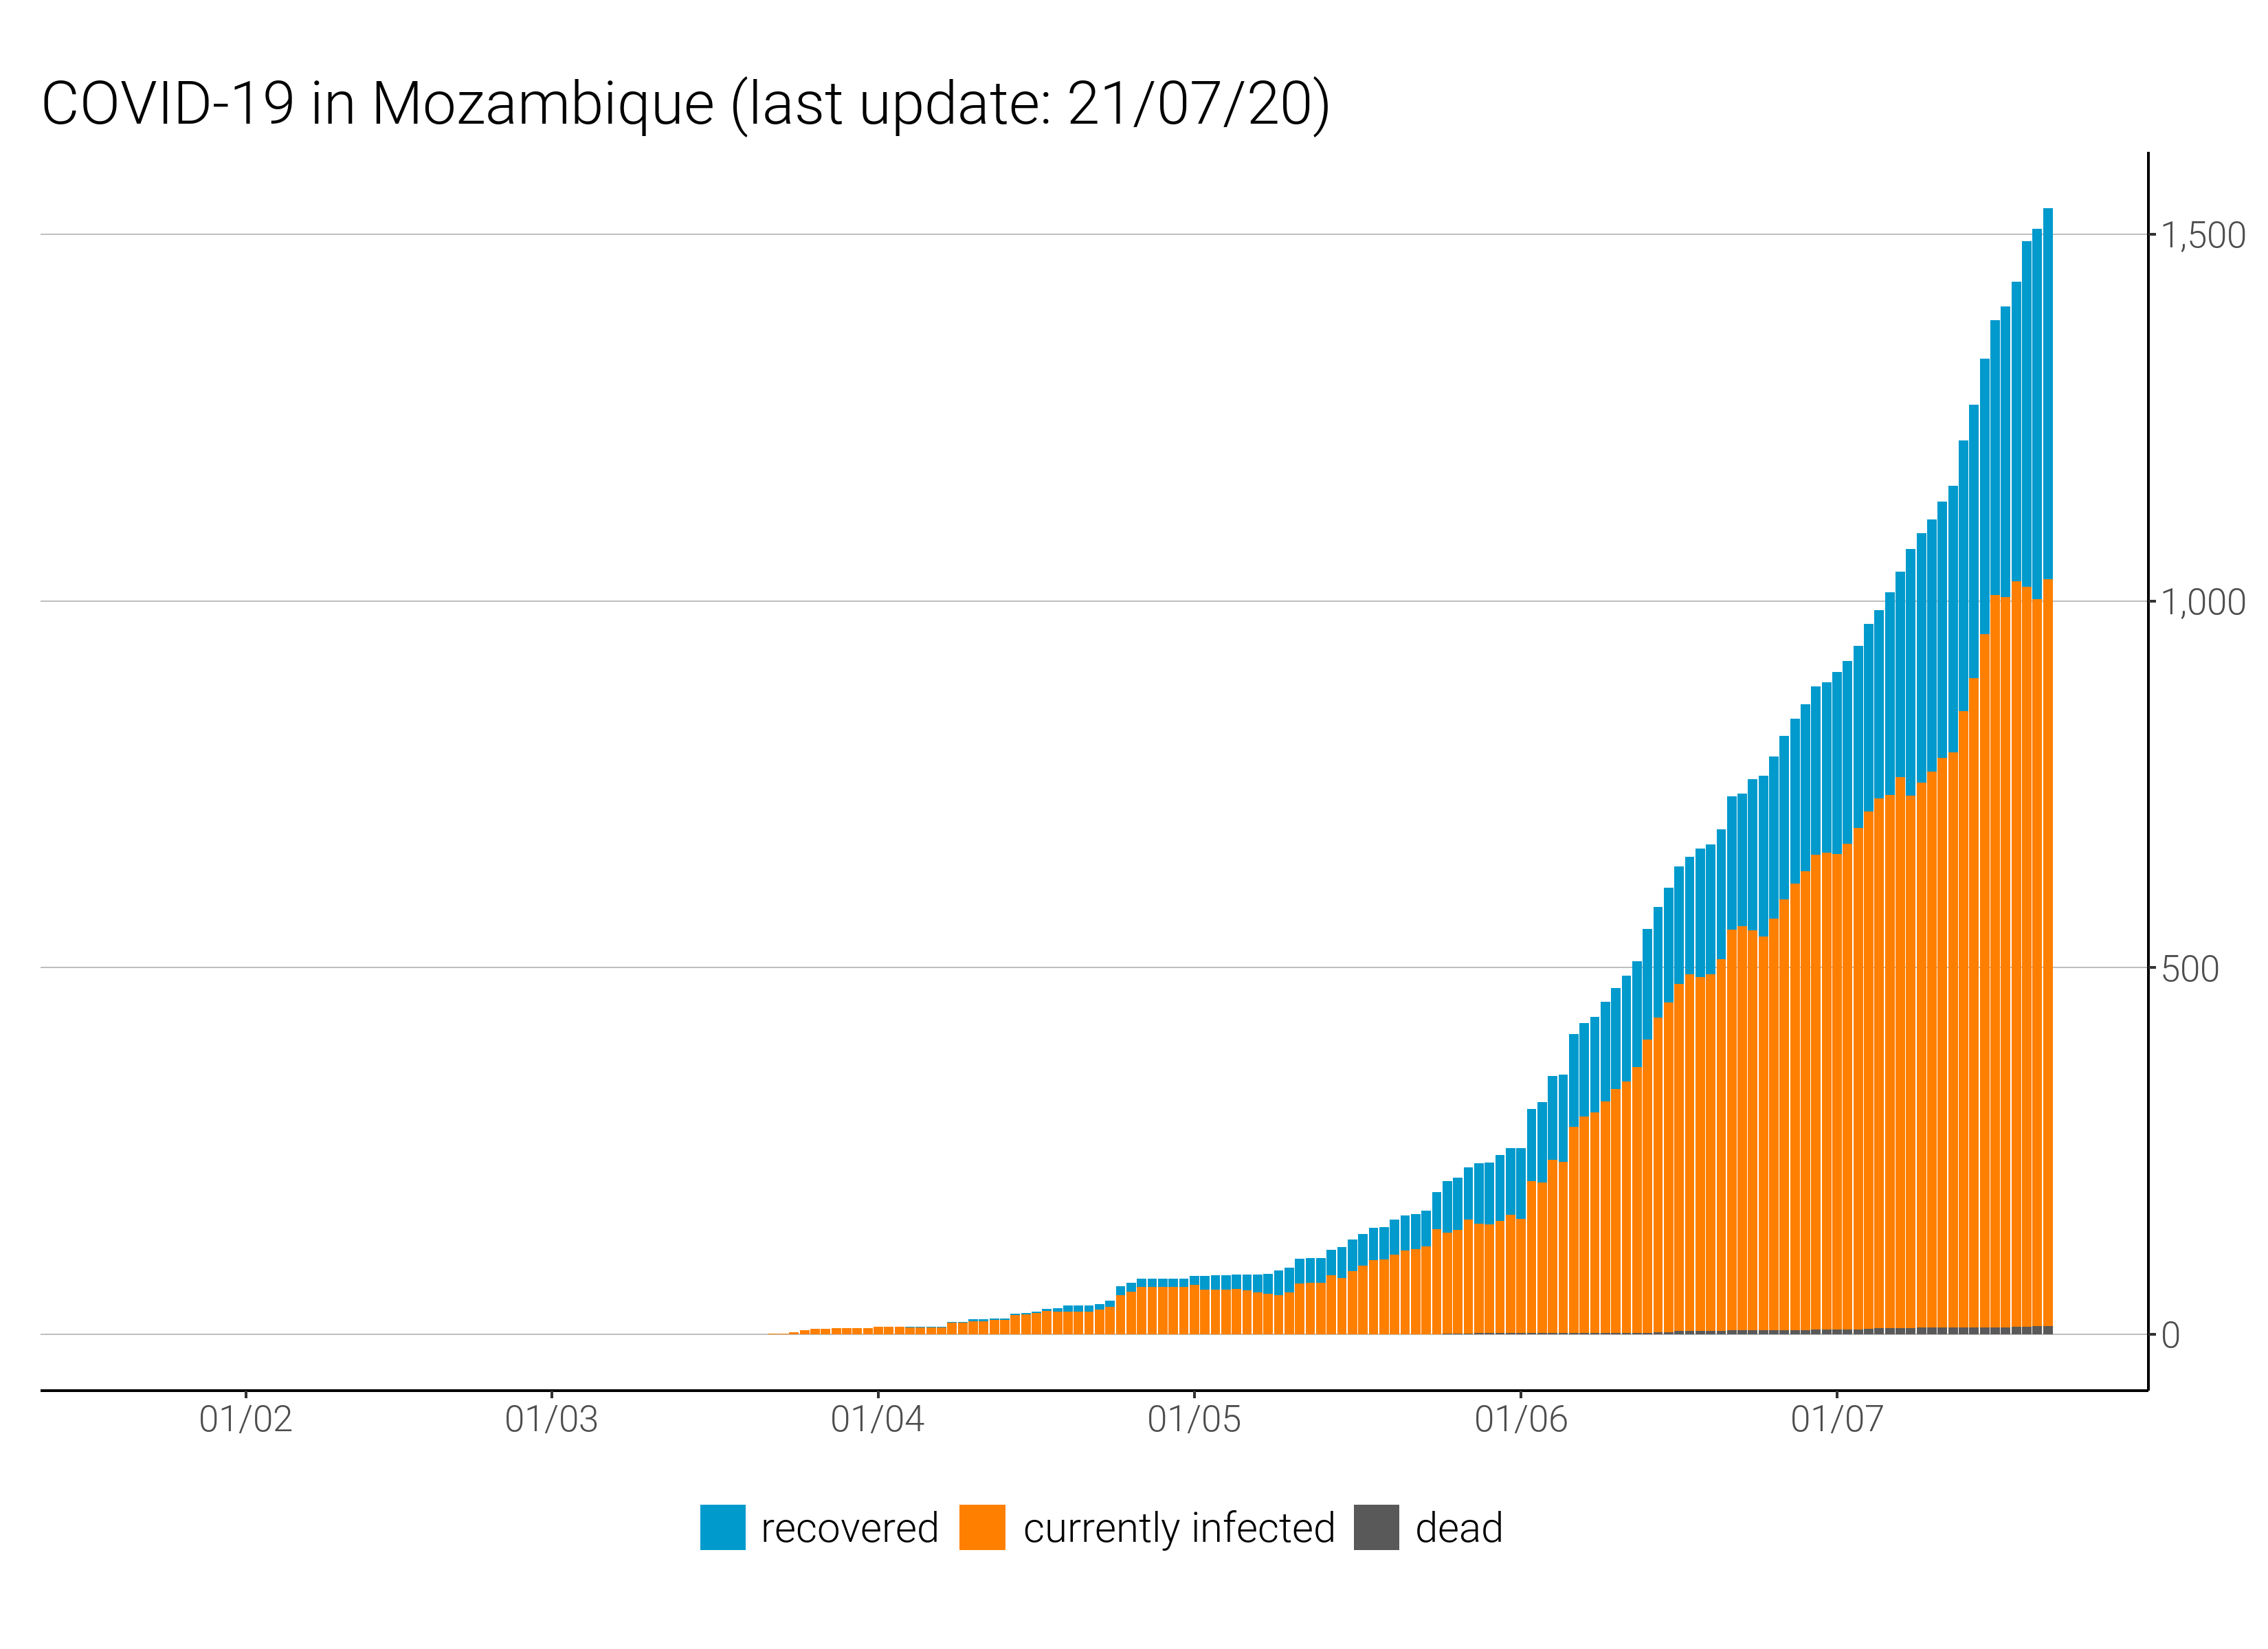 COVID-19 in Mozambique (last update: 21/07/20)
1,500
1,000
500
0
01/02 01/03 01/04 01/05 01/06 01/07
recovered currently infected dead